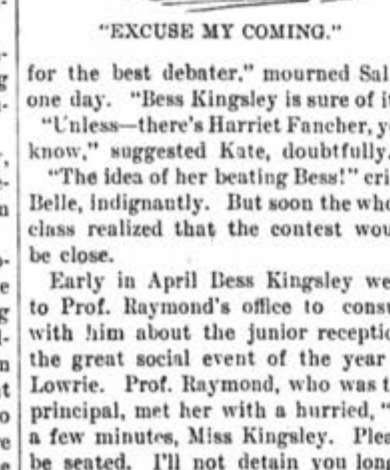 "EXCUSE MY COMING."
for the best debater," mourned Sal
one day. "Bess Kingsley is sure of it
"Unless—there's Harriet Fancher, y
know," suggested Kate, doubtfully.
"The idea of her beating Bess!" cri
Belle, indignantly. But soon the who
class realized that the contest wou
be close.
Early in April Bess Kingsley we
to Prof. Raymond's office to consu
with him about the junior receptio
the great social event of the year
Lowrie. Prof. Raymond, who was t
principal, met her with a hurried, "
a few minutes, Miss Kingsley. Plea
be seated. I'll not detain you long